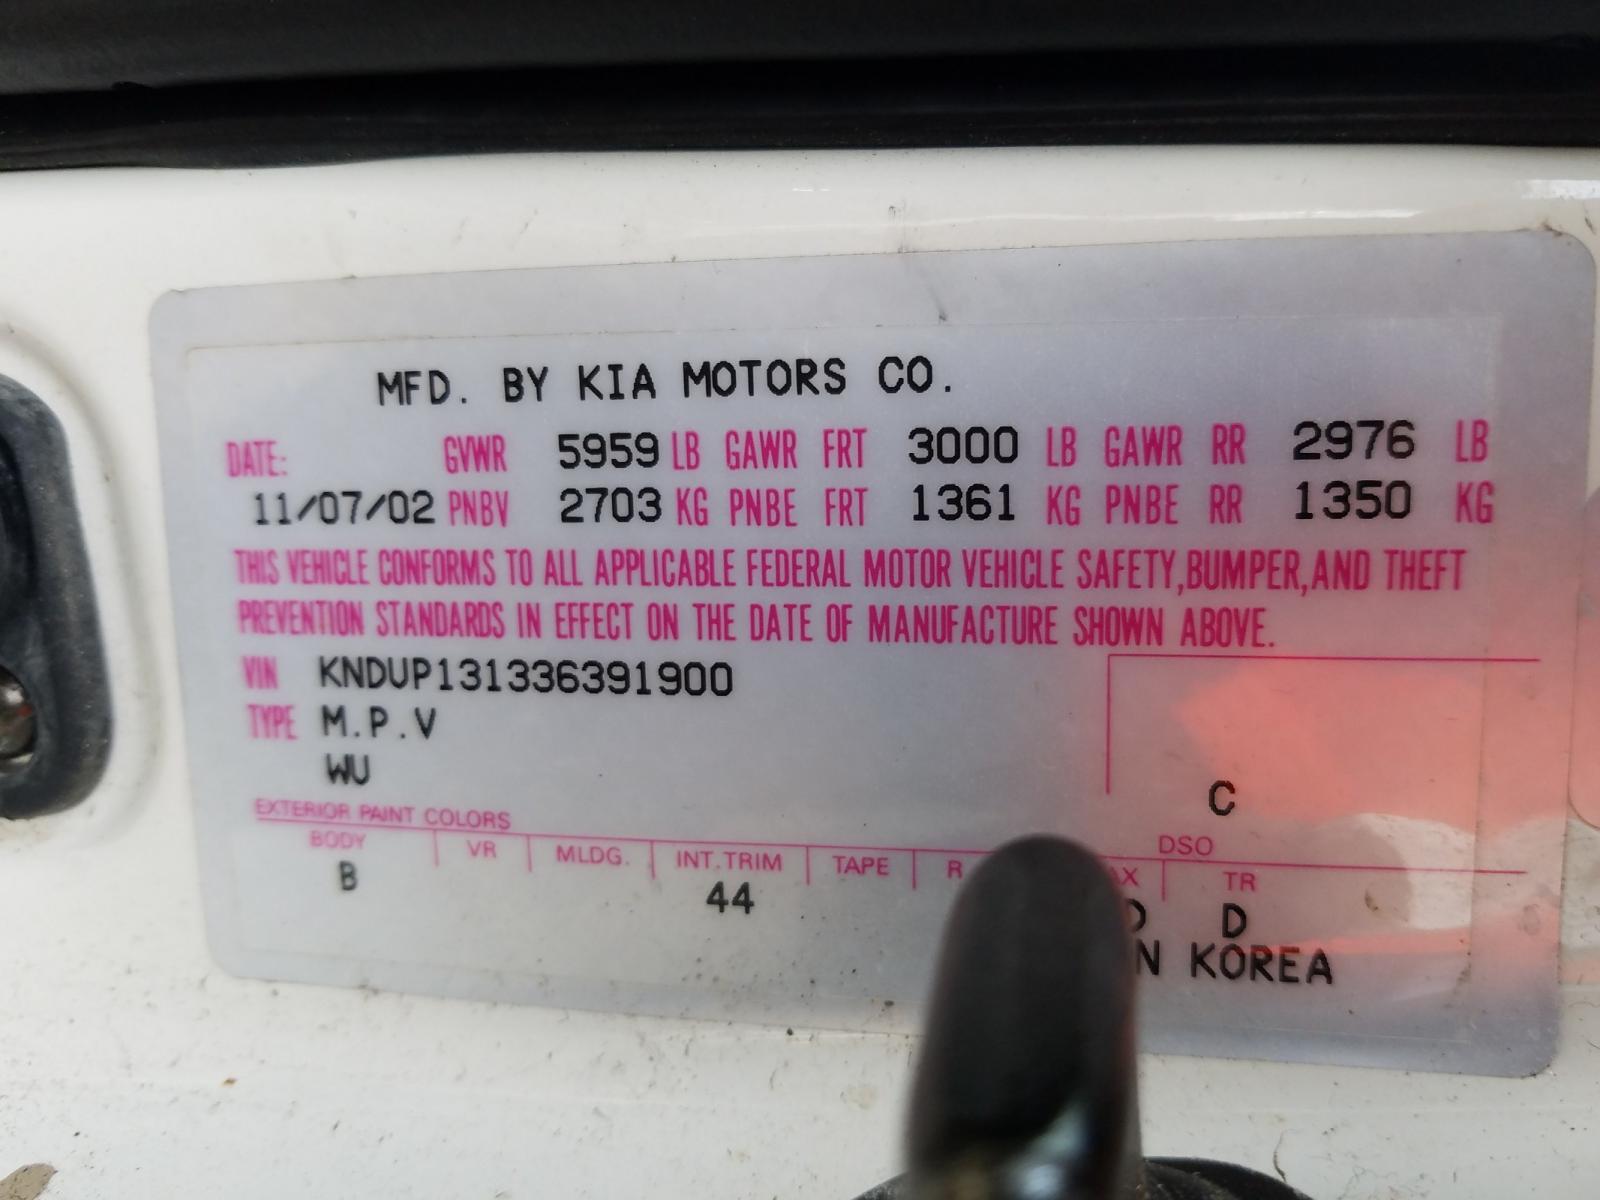 MFD. BY KIA MOTORS CO.
DATE: GVWR 5959 LB GAWR FRT 3000 LB GAWR RR 2976 LB
11/07/02 PNBV 2703 KG PNBE FRT 1361 KG PNBE RR 1350 KG
THIS VEHICLE CONFORMS TO ALL APPLICABLE FEDERAL MOTOR VEHICLE SAFETY,BUMPER,AND THEFT
PREVENTION STANDARDS IN EFFECT ON THE DATE OF MANUFACTURE SHOWN ABOVE.
VIN KNDUP131336391900
TYPE M.P.V
WU
C
EXTERIOR PAINT COLORS
DSO
BODY VR MLDG. INT.TRIM TAPE TR
B 44 D
KOREA